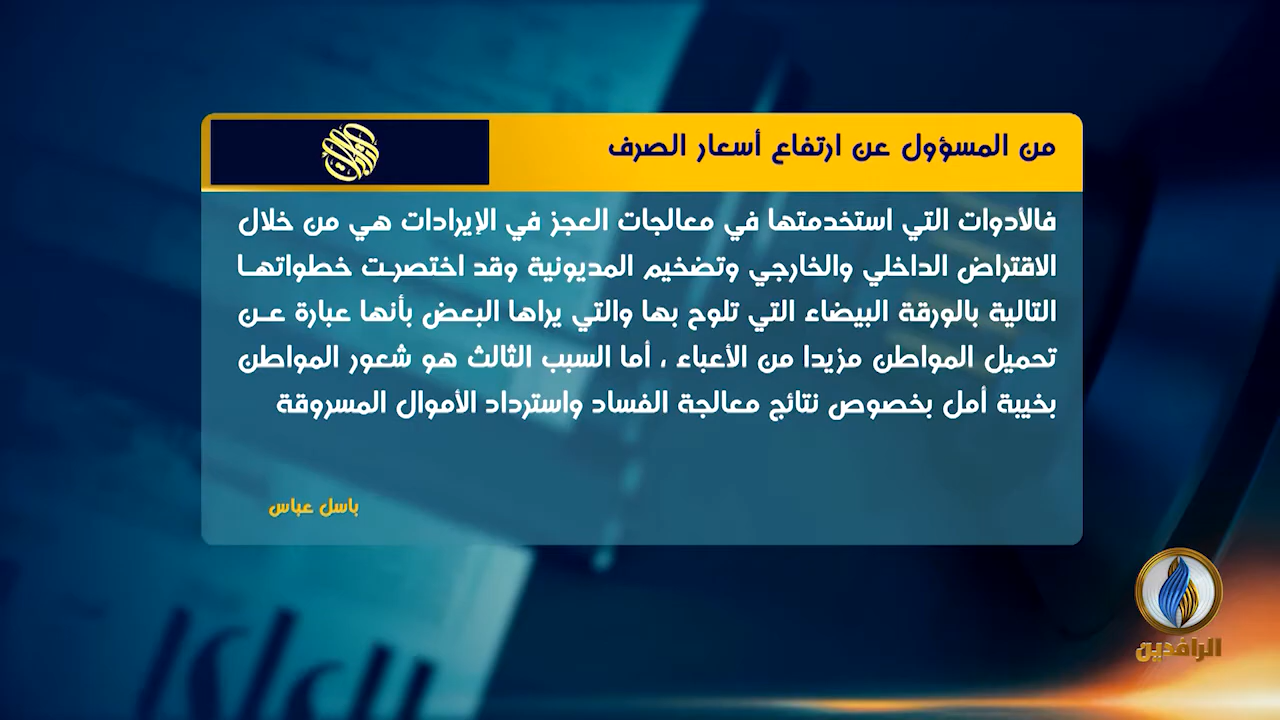 من المسؤول عن ارتفاع أسعار الصرف
فالأدوات التي استخدمتها في معالجات العجز في الإيرادات هي من خلال
الاقتراض الداخلي والخارجي وتضخيم المديونية وقد اختصرت خطواتهـا
التالية بالورقة البيضاء التي تلوح بها والتي يراها البعض بأنها عبارة عـن
تحميل المواطن مزيدا من الأعباء ، أما السبب الثالث هو شعور المواطن
بخيبة أمل بخصوص نتائج معالجة الفساد واسترداد الأموال المسروقة
باسل عباس
الرافدين